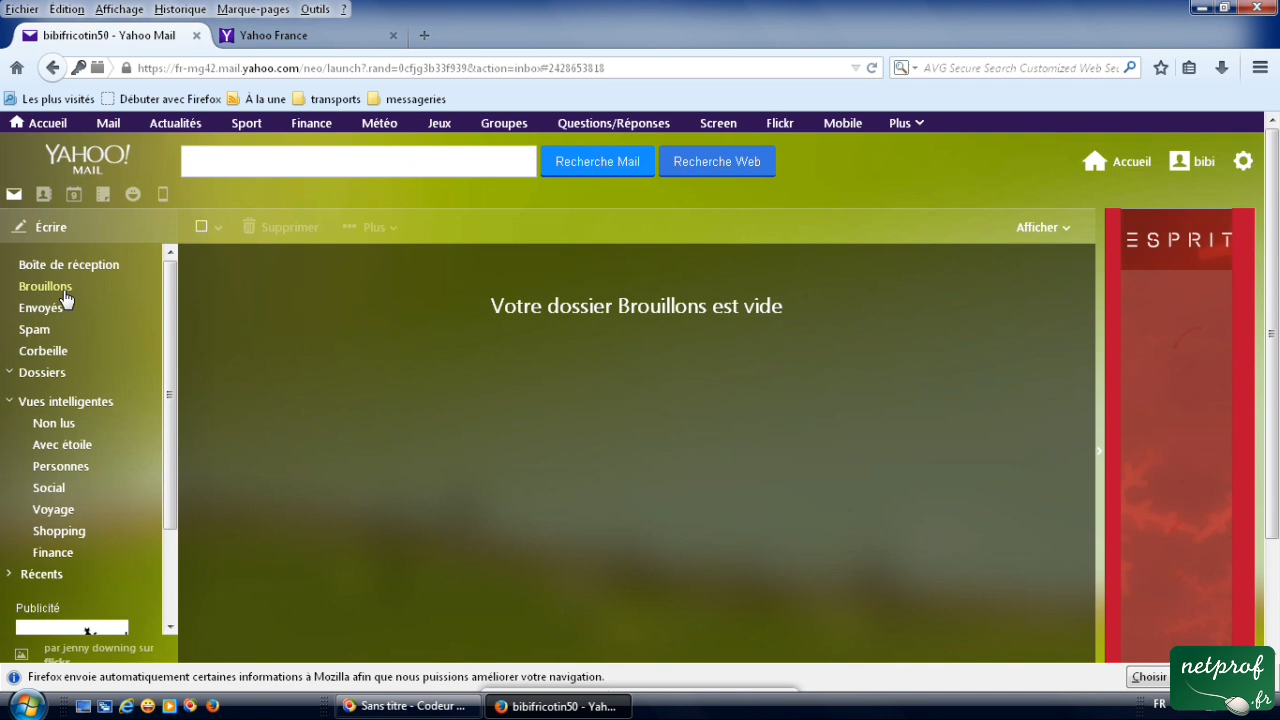 Fichier Édition Affichage Historique Marque-pages Outils ?
bibifricotin50 - Yahoo Mail × Yahoo France × +
https://fr-mg42.mail.yahoo.com/neo/launch?.rand=0cfjg3b33f939&action=inbox#2428653818 AVG Secure Search Customized Web Sec
Les plus visités Débuter avec Firefox À la une transports messageries
Accueil Mail Actualités Sport Finance Météo Jeux Groupes Questions/Réponses Screen Flickr Mobile Plus
YAHOO!
MAIL
Recherche Mail Recherche Web Accueil bibi
9
Écrire Supprimer ••• Plus Afficher
ESPRIT
Boîte de réception
Brouillons
Votre dossier Brouillons est vide
Envoyés
Spam
Corbeille
Dossiers
Vues intelligentes
Non lus
Avec étoile
Personnes
Social
Voyage
Shopping
Finance
Récents
Publicité
par jenny downing sur
flickr
Firefox envoie automatiquement certaines informations à Mozilla afin que nous puissions améliorer votre navigation. Choisir
netprof
.fr
Sans titre - Codeur ... bibifricotin50 - Yah... FR